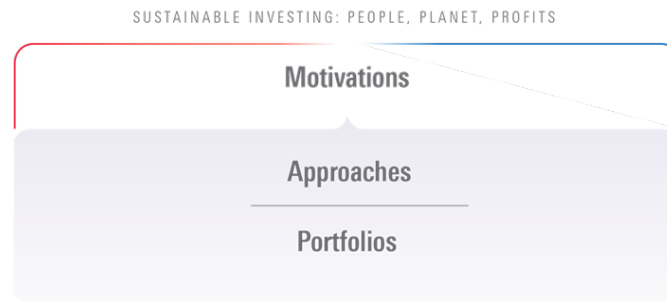 SUSTAINABLE INVESTING: PEOPLE, PLANET, PROFITS
Motivations
Approaches
Portfolios